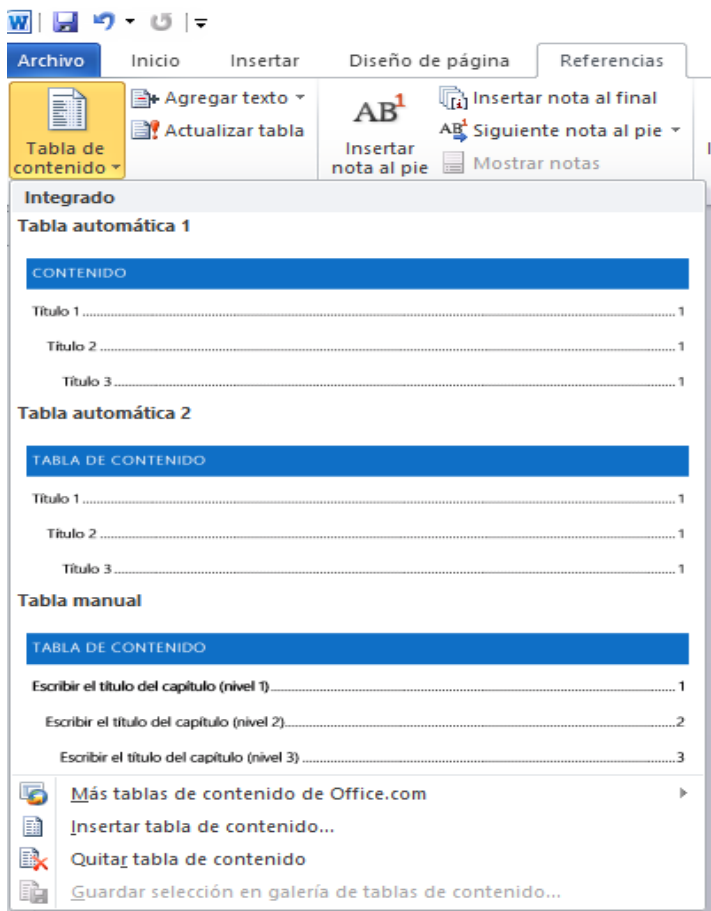 W
Archivo Inicio Insertar Diseño de página Referencias
Tabla de contenido
Agregar texto
Actualizar tabla
AB1
Insertar nota al pie
[i] Insertar nota al final
AB Siguiente nota al pie
Mostrar notas
Integrado
Tabla automática 1
CONTENIDO
Título 1 1
Título 2 1
Título 3 1
Tabla automática 2
TABLA DE CONTENIDO
Título 1 1
Título 2 1
Título 3 1
Tabla manual
TABLA DE CONTENIDO
Escribir el título del capítulo (nivel 1) 1
Escribir el título del capítulo (nivel 2) 2
Escribir el título del capítulo (nivel 3) 3
Más tablas de contenido de Office.com
Insertar tabla de contenido...
Quitar tabla de contenido
Guardar selección en galería de tablas de contenido...